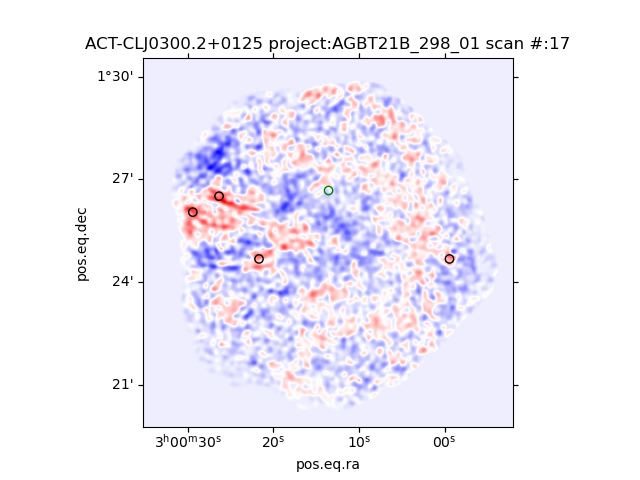 ACT-CLJ0300.2+0125 project:AGBT21B_298_01 scan #:17
1°30'
27'
24'
21'
pos.eq.dec
3ʰ00ᵐ30ˢ 20ˢ 10ˢ 00ˢ
pos.eq.ra